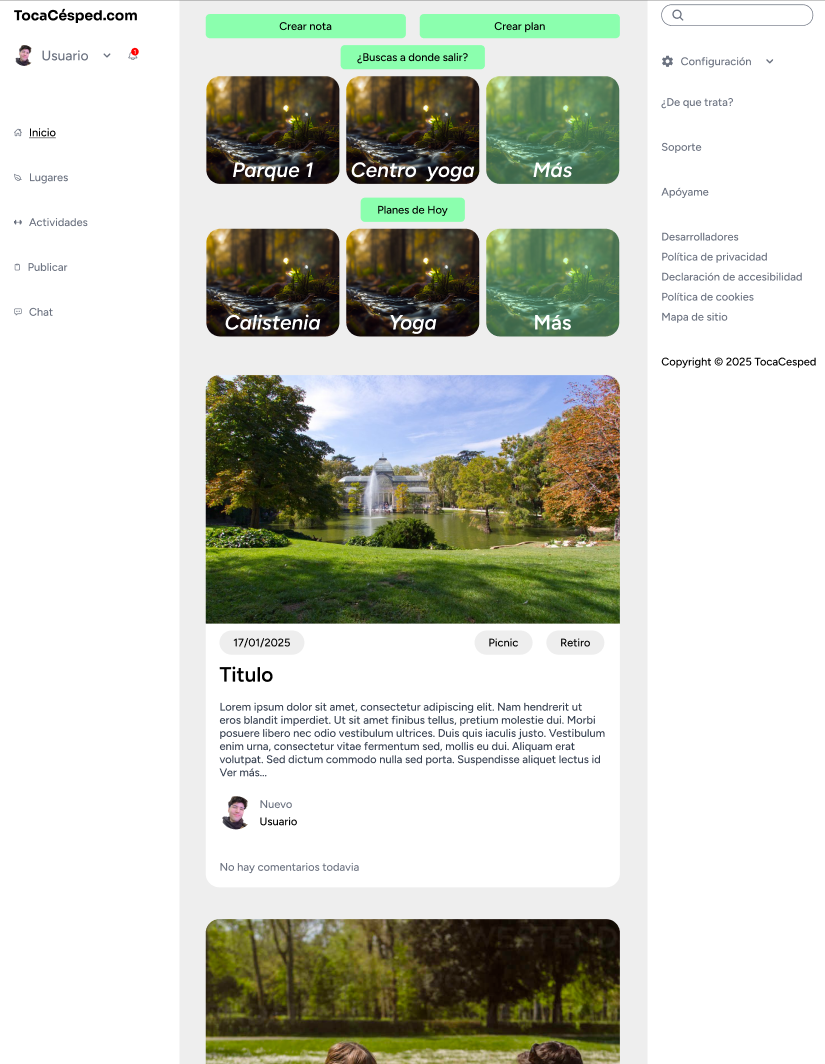 TocaCésped.com
Usuario
1
Inicio
Lugares
Actividades
Publicar
Chat
Crear nota
Crear plan
¿Buscas a donde salir?
Parque 1
Centro yoga
Más
Planes de Hoy
Calistenia
Yoga
Más
17/01/2025
Picnic
Retiro
Titulo
Lorem ipsum dolor sit amet, consectetur adipiscing elit. Nam hendrerit ut
eros blandit imperdiet. Ut sit amet finibus tellus, pretium molestie dui. Morbi
posuere libero nec odio vestibulum ultrices. Duis quis iaculis justo. Vestibulum
enim urna, consectetur vitae fermentum sed, mollis eu dui. Aliquam erat
volutpat. Sed dictum commodo nulla sed porta. Suspendisse aliquet lectus id
Ver más...
Nuevo
Usuario
No hay comentarios todavia
Configuración
¿De que trata?
Soporte
Apóyame
Desarrolladores
Política de privacidad
Declaración de accesibilidad
Política de cookies
Mapa de sitio
Copyright © 2025 TocaCesped